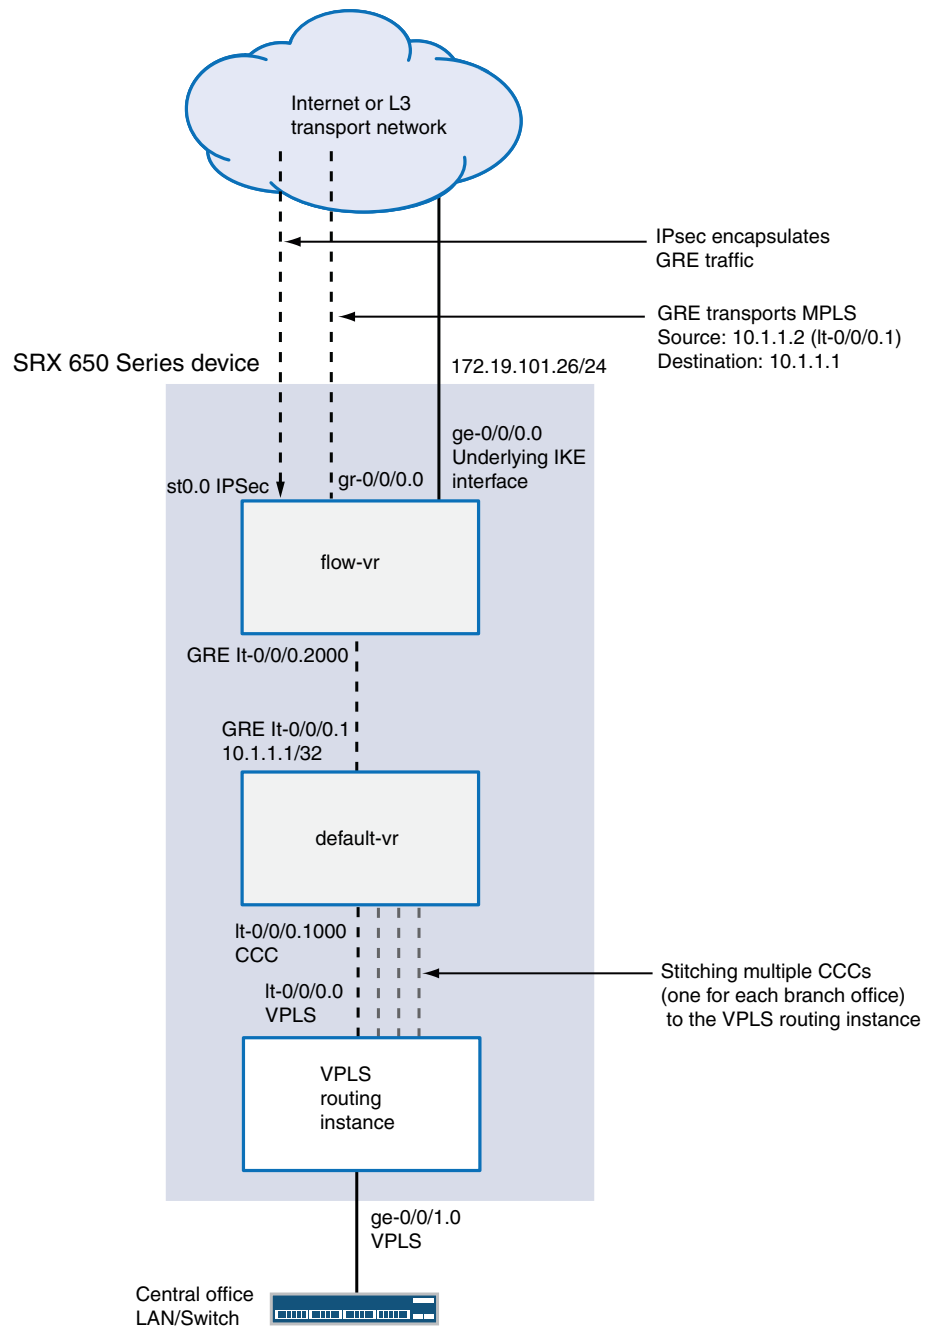 Internet or L3
transport network
IPsec encapsulates
GRE traffic
GRE transports MPLS
Source: 10.1.1.2 (lt-0/0/0.1)
Destination: 10.1.1.1
SRX 650 Series device
172.19.101.26/24
ge-0/0/0.0
Underlying IKE
interface
st0.0 IPSec
gr-0/0/0.0
flow-vr
GRE lt-0/0/0.2000
GRE lt-0/0/0.1
10.1.1.1/32
default-vr
lt-0/0/0.1000
CCC
lt-0/0/0.0
VPLS
Stitching multiple CCCs
(one for each branch office)
to the VPLS routing instance
VPLS
routing
instance
ge-0/0/1.0
VPLS
Central office
LAN/Switch